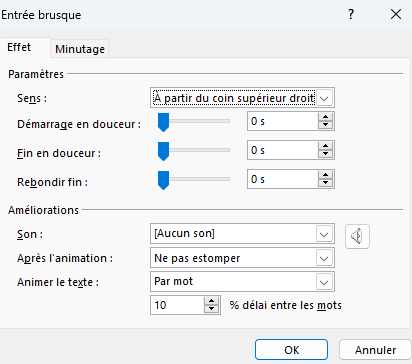 Entrée brusque ? ×
Effet Minutage
Paramètres
Sens : À partir du coin supérieur droit
Démarrage en douceur : 0 s
Fin en douceur : 0 s
Rebondir fin : 0 s
Améliorations
Son : [Aucun son]
Après l'animation : Ne pas estomper
Animer le texte : Par mot
10 % délai entre les mots
OK Annuler